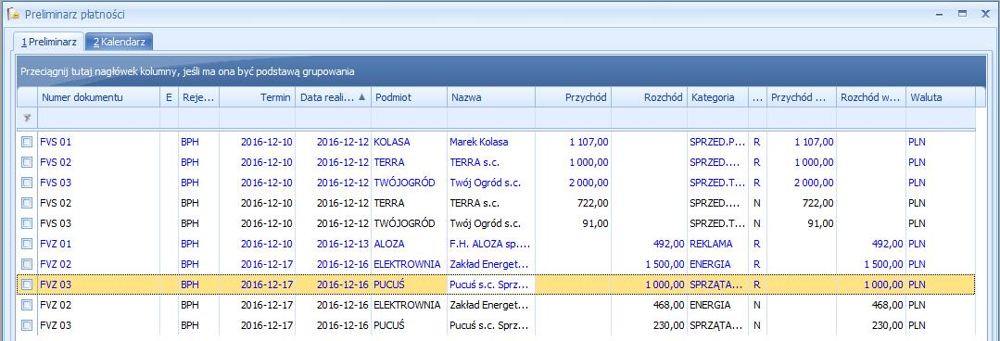 Preliminarz płatności
1 Preliminarz 2 Kalendarz
Przeciągnij tutaj nagłówek kolumny, jeśli ma ona być podstawą grupowania
Numer dokumentu E Reje... Termin Data reali... Podmiot Nazwa Przychód Rozchód Kategoria ... Przychód ... Rozchód w... Waluta
FVS 01 BPH 2016-12-10 2016-12-12 KOLASA Marek Kolasa 1 107,00 SPRZED.P... R 1 107,00 PLN
FVS 02 BPH 2016-12-10 2016-12-12 TERRA TERRA s.c. 1 000,00 SPRZED.... R 1 000,00 PLN
FVS 03 BPH 2016-12-10 2016-12-12 TWÓJOGRÓD Twój Ogród s.c. 2 000,00 SPRZED.T... R 2 000,00 PLN
FVS 02 BPH 2016-12-10 2016-12-12 TERRA TERRA s.c. 722,00 SPRZED.... N 722,00 PLN
FVS 03 BPH 2016-12-10 2016-12-12 TWÓJOGRÓD Twój Ogród s.c. 91,00 SPRZED.T... N 91,00 PLN
FVZ 01 BPH 2016-12-10 2016-12-13 ALOZA F.H. ALOZA sp.... 492,00 REKLAMA R 492,00 PLN
FVZ 02 BPH 2016-12-17 2016-12-16 ELEKTROWNIA Zakład Energet... 1 500,00 ENERGIA R 1 500,00 PLN
FVZ 03 BPH 2016-12-17 2016-12-16 PUCUŚ Pucuś s.c. Sprz... 1 000,00 SPRZĄTA... R 1 000,00 PLN
FVZ 02 BPH 2016-12-17 2016-12-16 ELEKTROWNIA Zakład Energet... 468,00 ENERGIA N 468,00 PLN
FVZ 03 BPH 2016-12-17 2016-12-16 PUCUŚ Pucuś s.c. Sprz... 230,00 SPRZĄTA... N 230,00 PLN